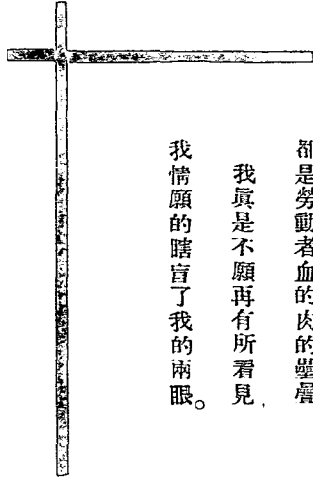 都是勞動者血的肉的壘疊
我眞是不願再有所看見，
我情願的瞎盲了我的兩眼。